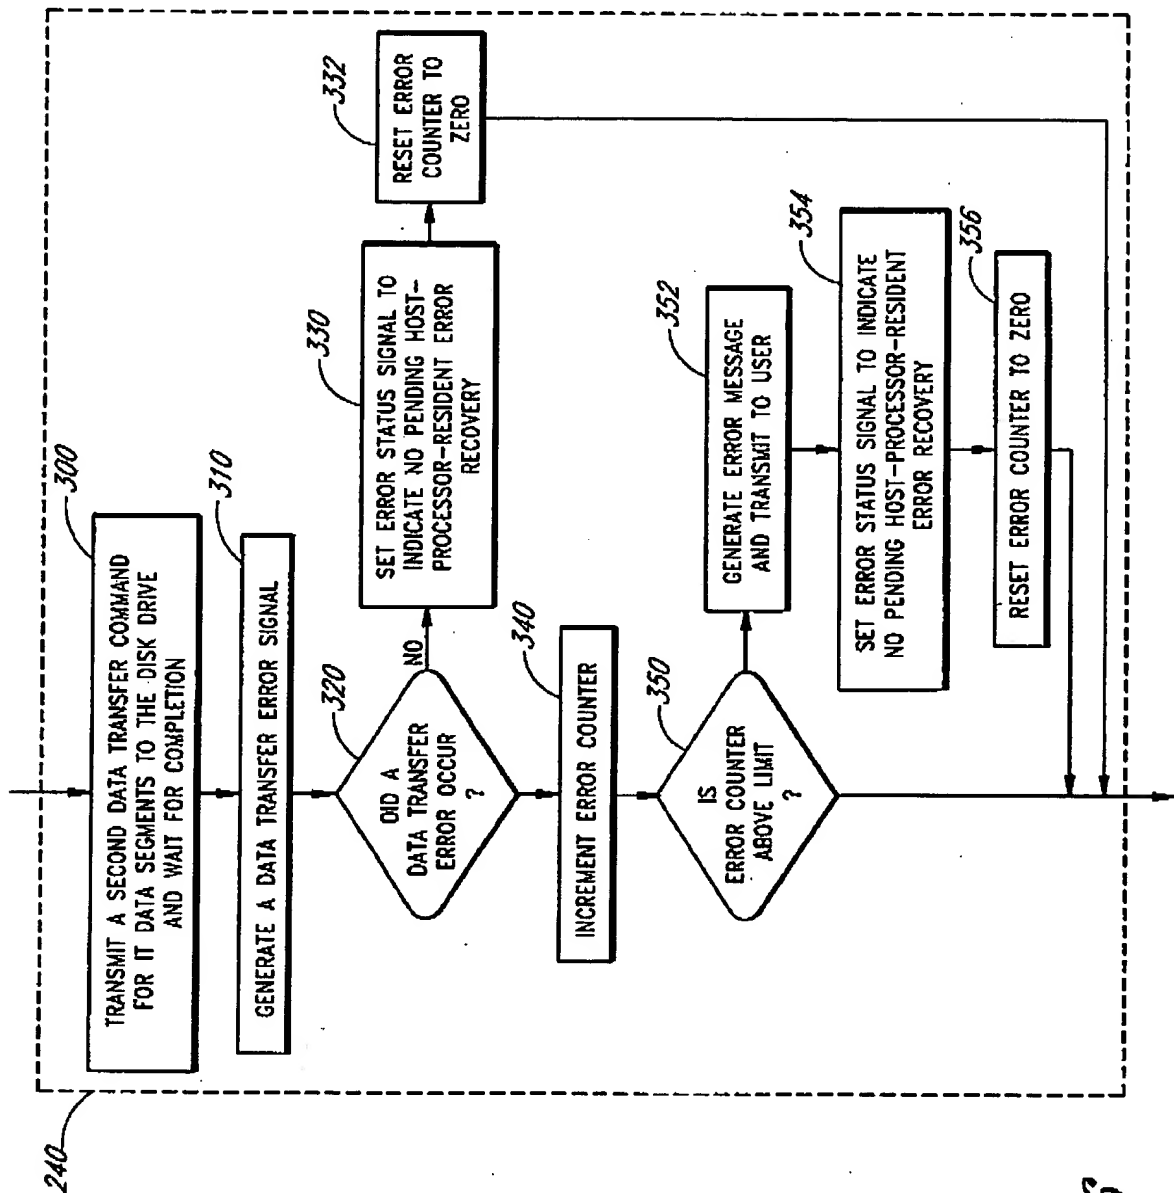 240
300
TRANSMIT A SECOND DATA TRANSFER COMMAND
FOR IT DATA SEGMENTS TO THE DISK DRIVE
AND WAIT FOR COMPLETION
310
GENERATE A DATA TRANSFER ERROR SIGNAL
320
DID A
DATA TRANSFER
ERROR OCCUR
?
NO
330
SET ERROR STATUS SIGNAL TO
INDICATE NO PENDING HOST-
PROCESSOR-RESIDENT ERROR
RECOVERY
332
RESET ERROR
COUNTER TO
ZERO
340
INCREMENT ERROR COUNTER
350
IS
ERROR COUNTER
ABOVE LIMIT
?
352
GENERATE ERROR MESSAGE
AND TRANSMIT TO USER
354
SET ERROR STATUS SIGNAL TO INDICATE
NO PENDING HOST-PROCESSOR-RESIDENT
ERROR RECOVERY
356
RESET ERROR COUNTER TO ZERO